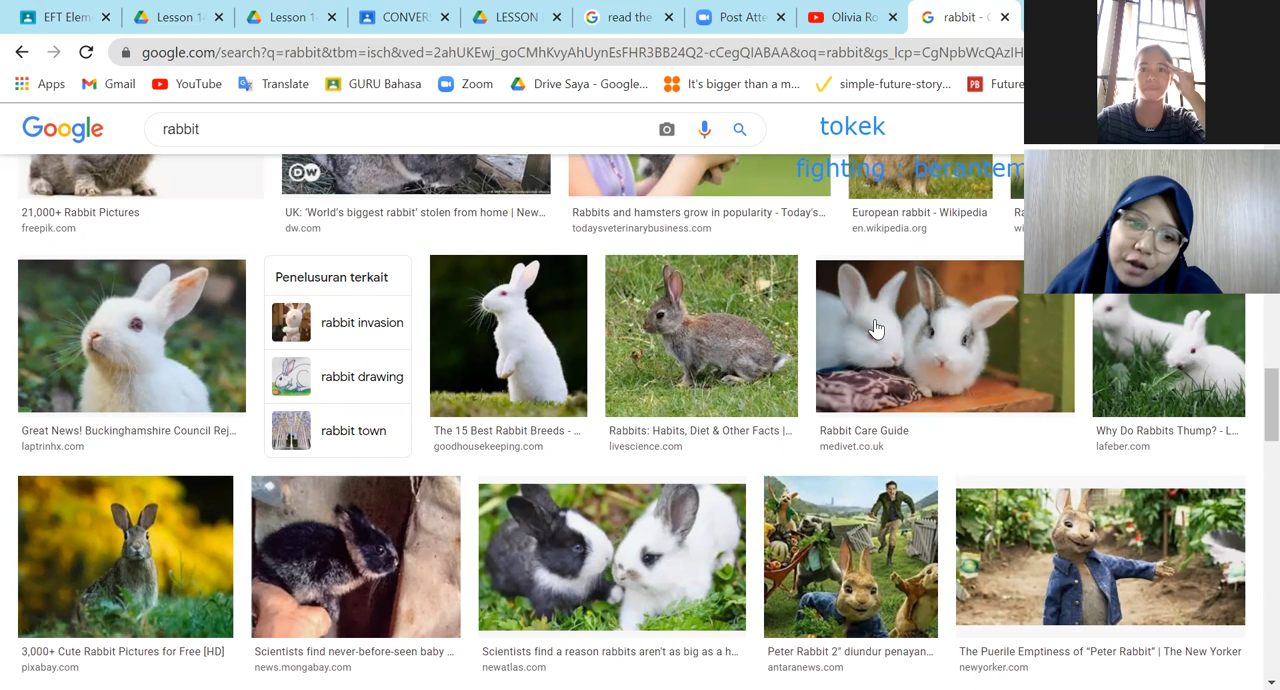 EFT Elem
Lesson 14
Lesson 1
CONVER
LESSON
read the
Post Atte
Olivia Ro
rabbit - G
google.com/search?q=rabbit&tbm=isch&ved=2ahUKEwj_goCMhKvyAhUynEsFHR3BB24Q2-cCegQIABAA&oq=rabbit&gs_lcp=CgNpbWcQAzIH
Apps
Gmail
YouTube
Translate
GURU Bahasa
Zoom
Drive Saya - Google...
It's bigger than a m...
simple-future-story...
PB
Future
Google
rabbit
tokek
fighting : berantem
DW
21,000+ Rabbit Pictures
freepik.com
UK: 'World's biggest rabbit' stolen from home | New...
dw.com
Rabbits and hamsters grow in popularity - Today's...
todaysveterinarybusiness.com
European rabbit - Wikipedia
en.wikipedia.org
Great News! Buckinghamshire Council Rej...
laptrinhx.com
Penelusuran terkait
rabbit invasion
rabbit drawing
rabbit town
The 15 Best Rabbit Breeds - ...
goodhousekeeping.com
Rabbits: Habits, Diet & Other Facts |...
livescience.com
Rabbit Care Guide
medivet.co.uk
Why Do Rabbits Thump? - L...
lafeber.com
3,000+ Cute Rabbit Pictures for Free [HD]
pixabay.com
Scientists find never-before-seen baby ...
news.mongabay.com
Scientists find a reason rabbits aren't as big as a h...
newatlas.com
Peter Rabbit 2" diundur penayan...
antaranews.com
The Puerile Emptiness of “Peter Rabbit” | The New Yorker
newyorker.com